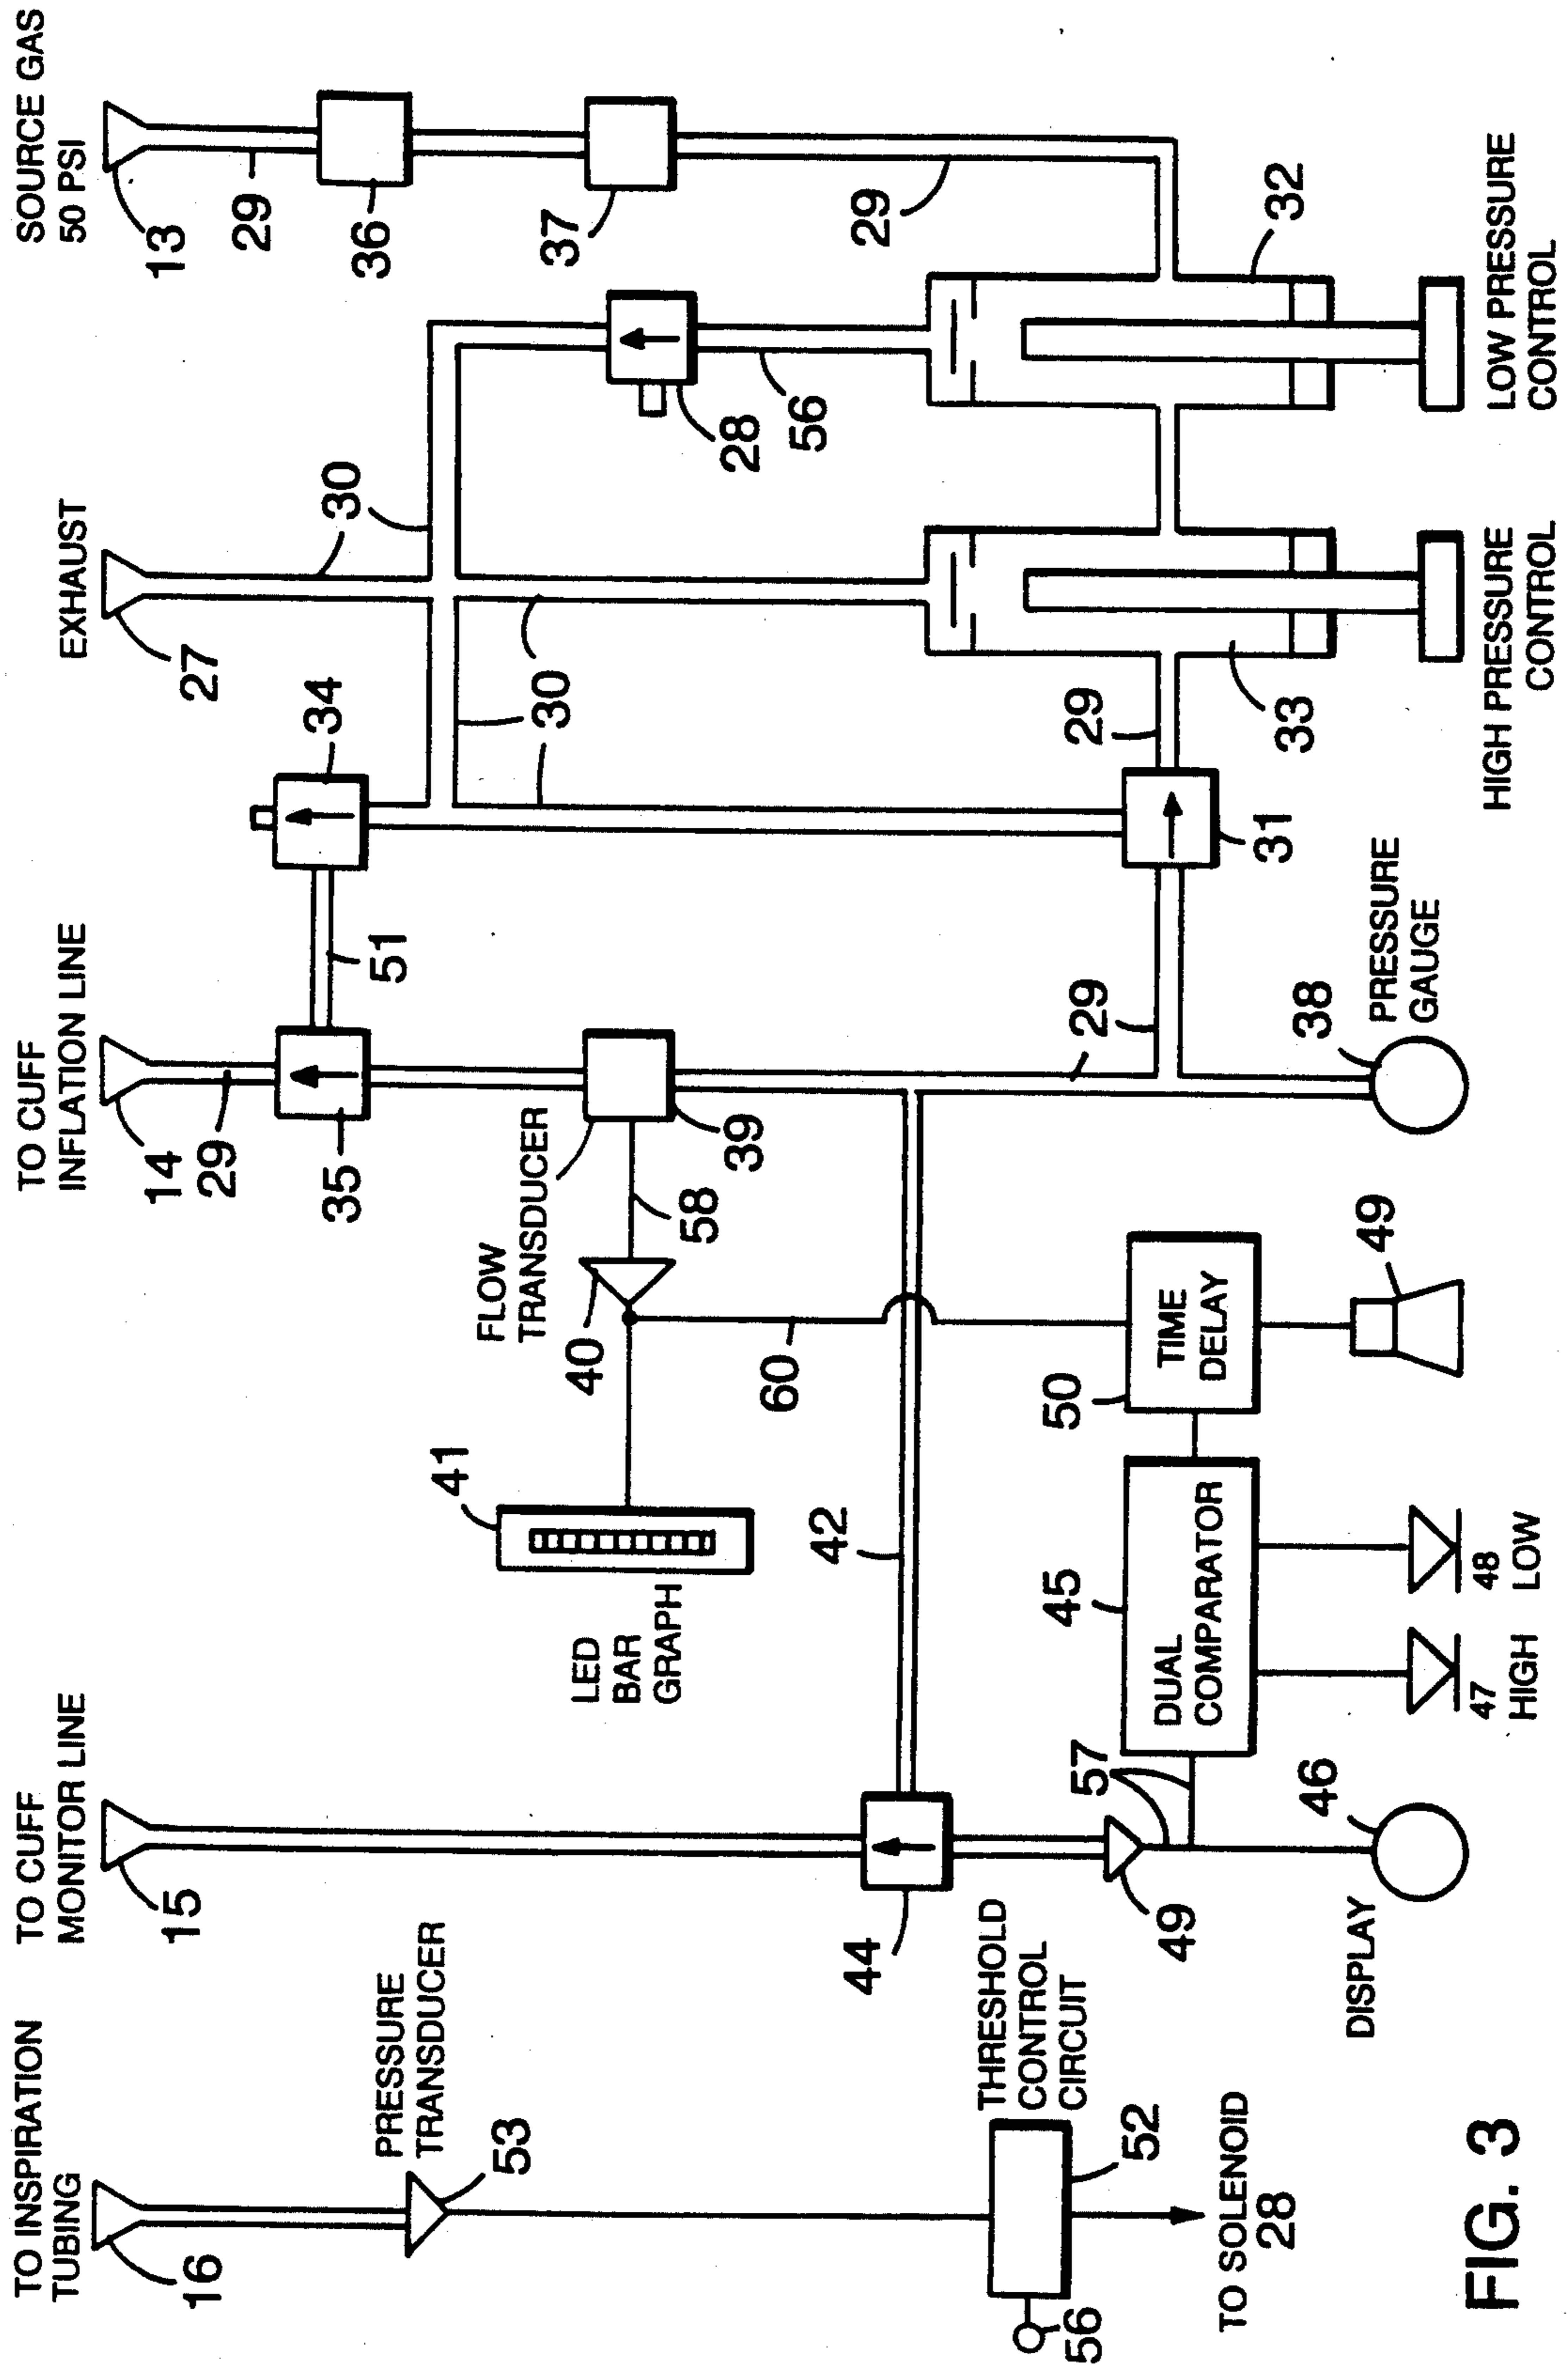 TO INSPIRATION
TUBING
16
PRESSURE
TRANSDUCER
53
THRESHOLD
CONTROL
CIRCUIT
52
56
TO SOLENOID
28
TO CUFF
MONITOR LINE
15
44
42
49
57
DISPLAY
46
DUAL
COMPARATOR
45
47
HIGH
48
LOW
TIME
DELAY
50
49
LED
BAR
GRAPH
41
40
60
58
FLOW
TRANSDUCER
39
TO CUFF
INFLATION LINE
14
29
35
51
34
29
38
PRESSURE
GAUGE
31
EXHAUST
27
30
30
30
29
33
HIGH PRESSURE
CONTROL
28
56
SOURCE GAS
50 PSI
13
29
36
37
29
32
LOW PRESSURE
CONTROL
FIG. 3